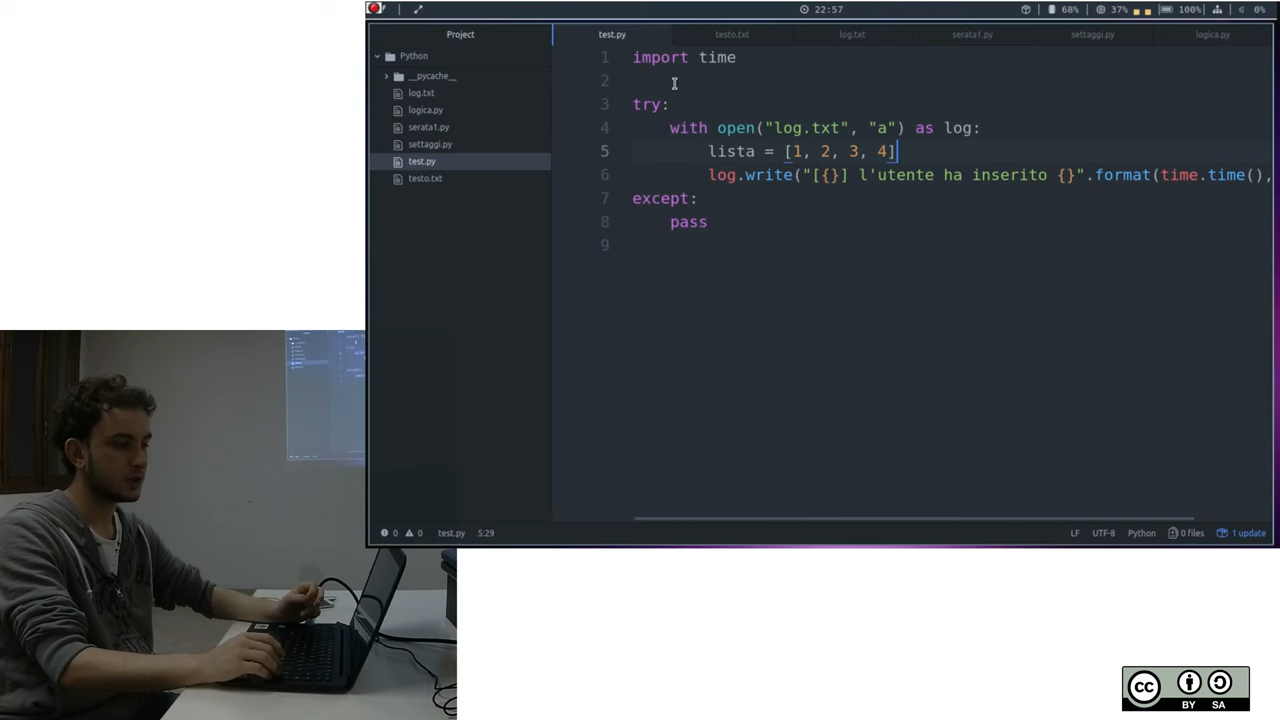 22:57
68%
37%
100%
0%
Project
test.py
testo.txt
log.txt
serata1.py
settaggi.py
logica.py
Python
__pycache__
log.txt
logica.py
serata1.py
settaggi.py
test.py
testo.txt
1 import time
2
3 try:
4 with open("log.txt", "a") as log:
5 lista = [1, 2, 3, 4]
6 log.write("[{}] l'utente ha inserito {}".format(time.time(),
7 except:
8 pass
9
0 0 test.py 5:29
LF UTF-8 Python 0 files 1 update
cc
BY SA